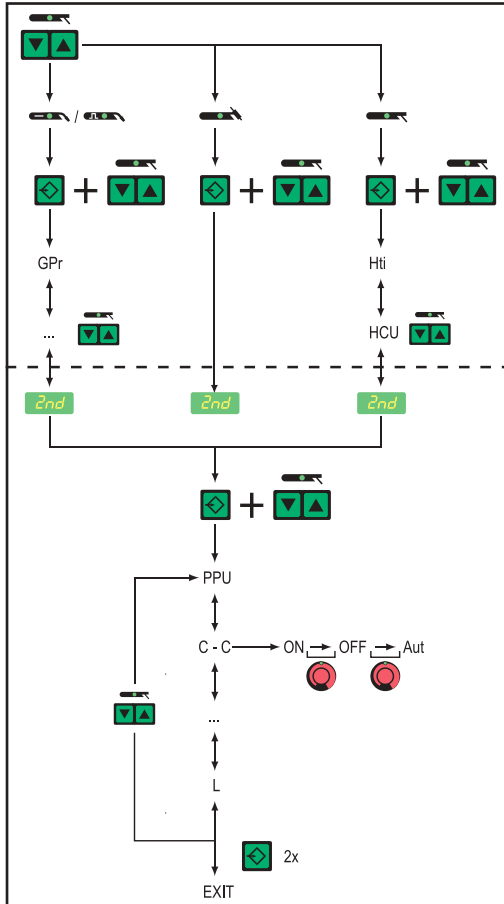 /
+ + +
GPr Hti
... HCU
2nd 2nd 2nd
+
PPU
C - C ON OFF Aut
...
L
2x
EXIT